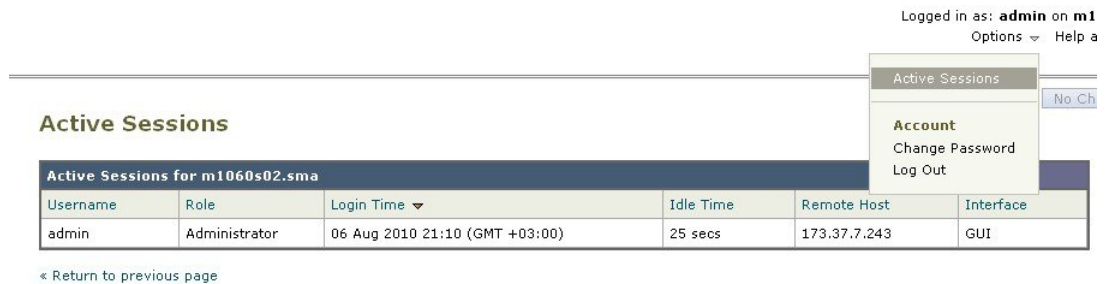 Logged in as: admin on m1
Options Help a
Active Sessions
No Ch
Account
Change Password
Log Out
Active Sessions
Active Sessions for m1060s02.sma
Username Role Login Time Idle Time Remote Host Interface
admin Administrator 06 Aug 2010 21:10 (GMT +03:00) 25 secs 173.37.7.243 GUI
« Return to previous page